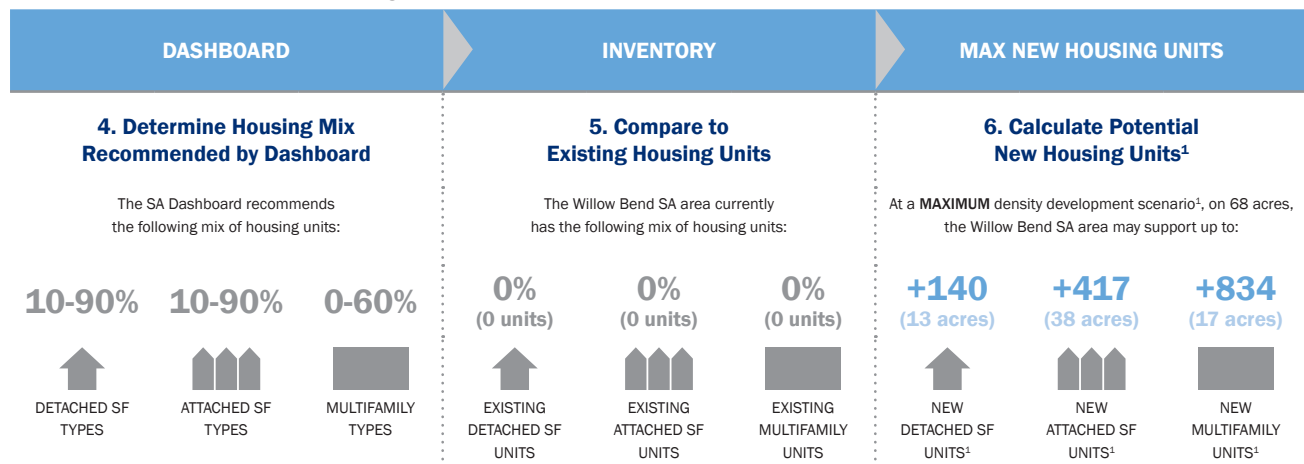 DASHBOARD
INVENTORY
MAX NEW HOUSING UNITS
4. Determine Housing Mix
Recommended by Dashboard
The SA Dashboard recommends
the following mix of housing units:
10-90%
10-90%
0-60%
DETACHED SF
TYPES
ATTACHED SF
TYPES
MULTIFAMILY
TYPES
5. Compare to
Existing Housing Units
The Willow Bend SA area currently
has the following mix of housing units:
0%
(0 units)
0%
(0 units)
0%
(0 units)
EXISTING
DETACHED SF
UNITS
EXISTING
ATTACHED SF
UNITS
EXISTING
MULTIFAMILY
UNITS
6. Calculate Potential
New Housing Units¹
At a MAXIMUM density development scenario¹, on 68 acres,
the Willow Bend SA area may support up to:
+140
(13 acres)
+417
(38 acres)
+834
(17 acres)
NEW
DETACHED SF
UNITS¹
NEW
ATTACHED SF
UNITS¹
NEW
MULTIFAMILY
UNITS¹